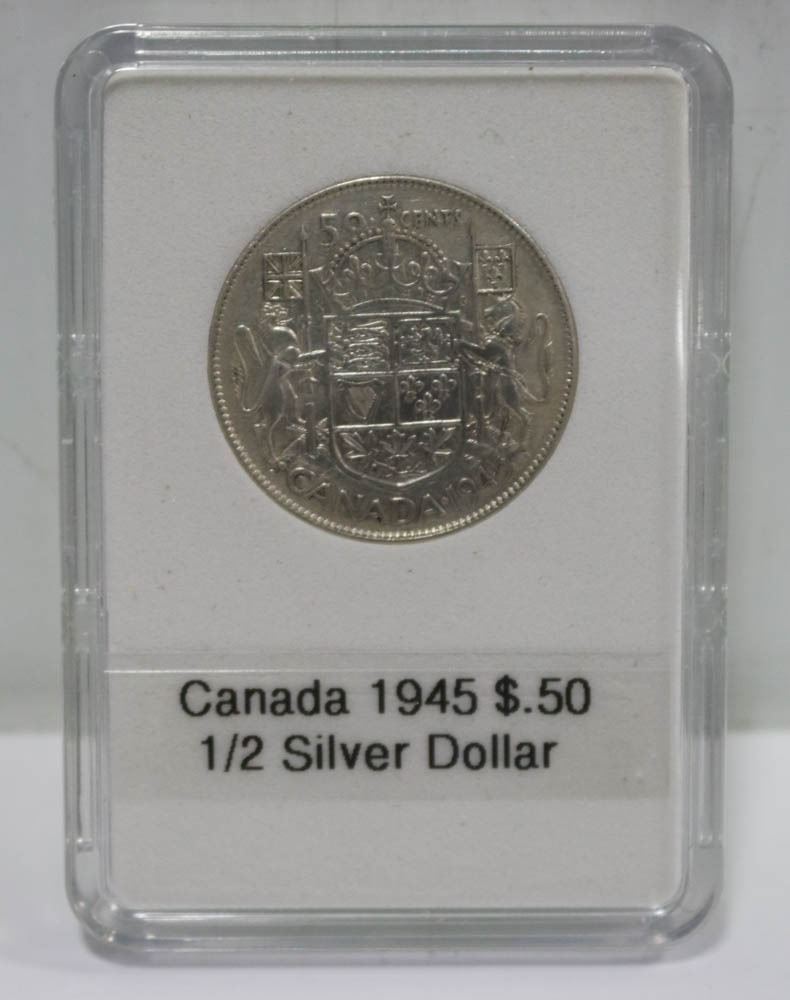 50 CENTS
CANADA
Canada 1945 $.50
1/2 Silver Dollar